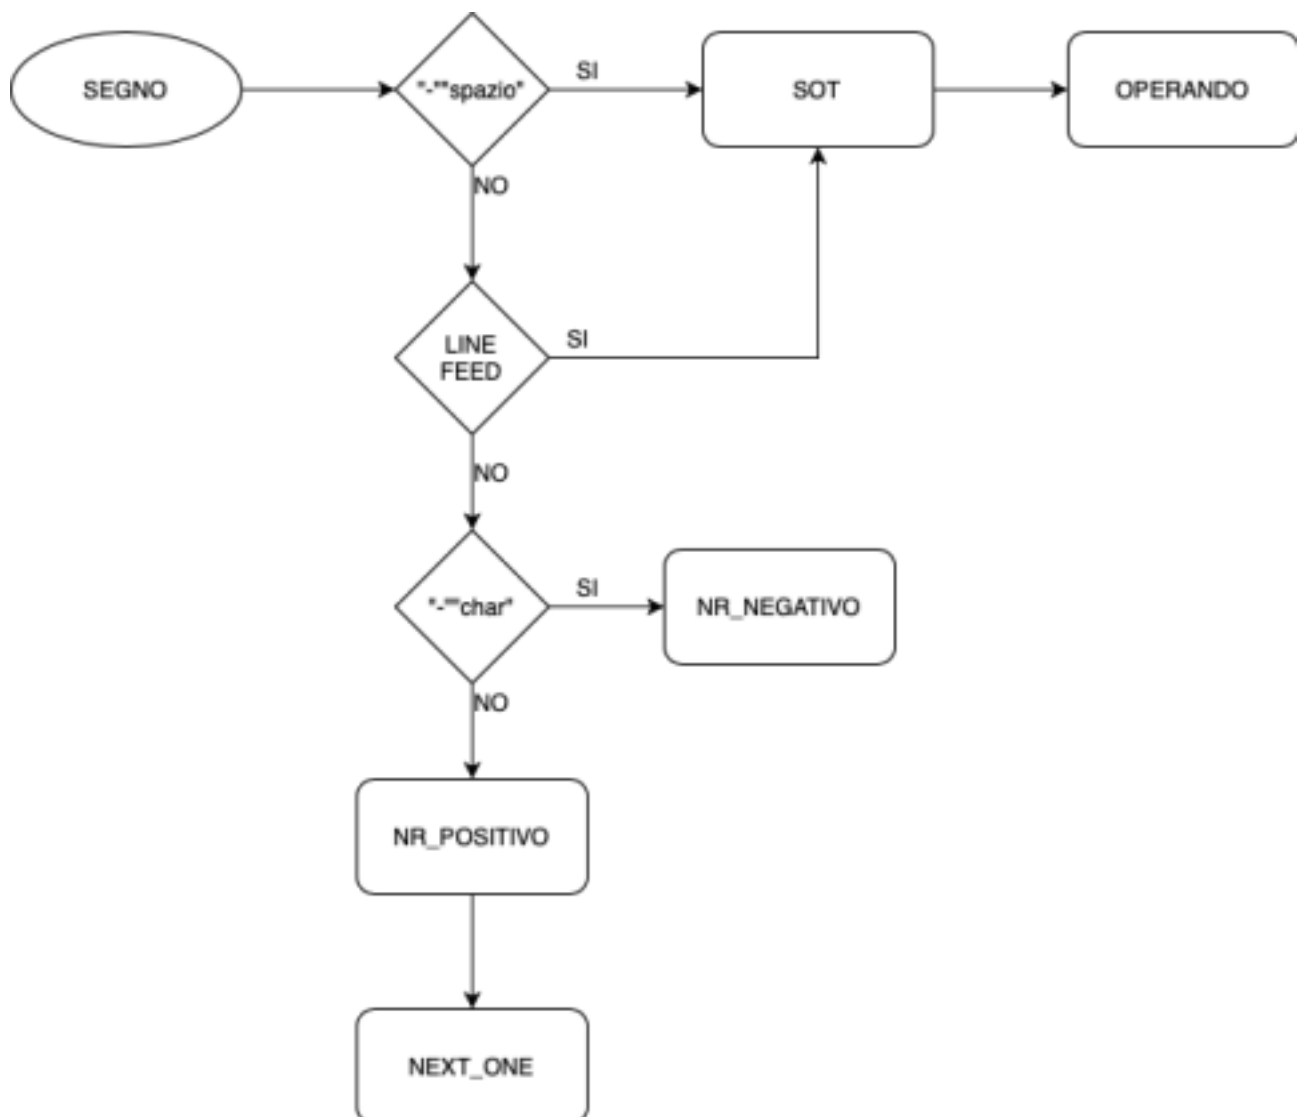 SEGNO
"-""spazio"
SI
SOT
OPERANDO
NO
LINE
FEED
SI
NO
"-""char"
SI
NR_NEGATIVO
NO
NR_POSITIVO
NEXT_ONE